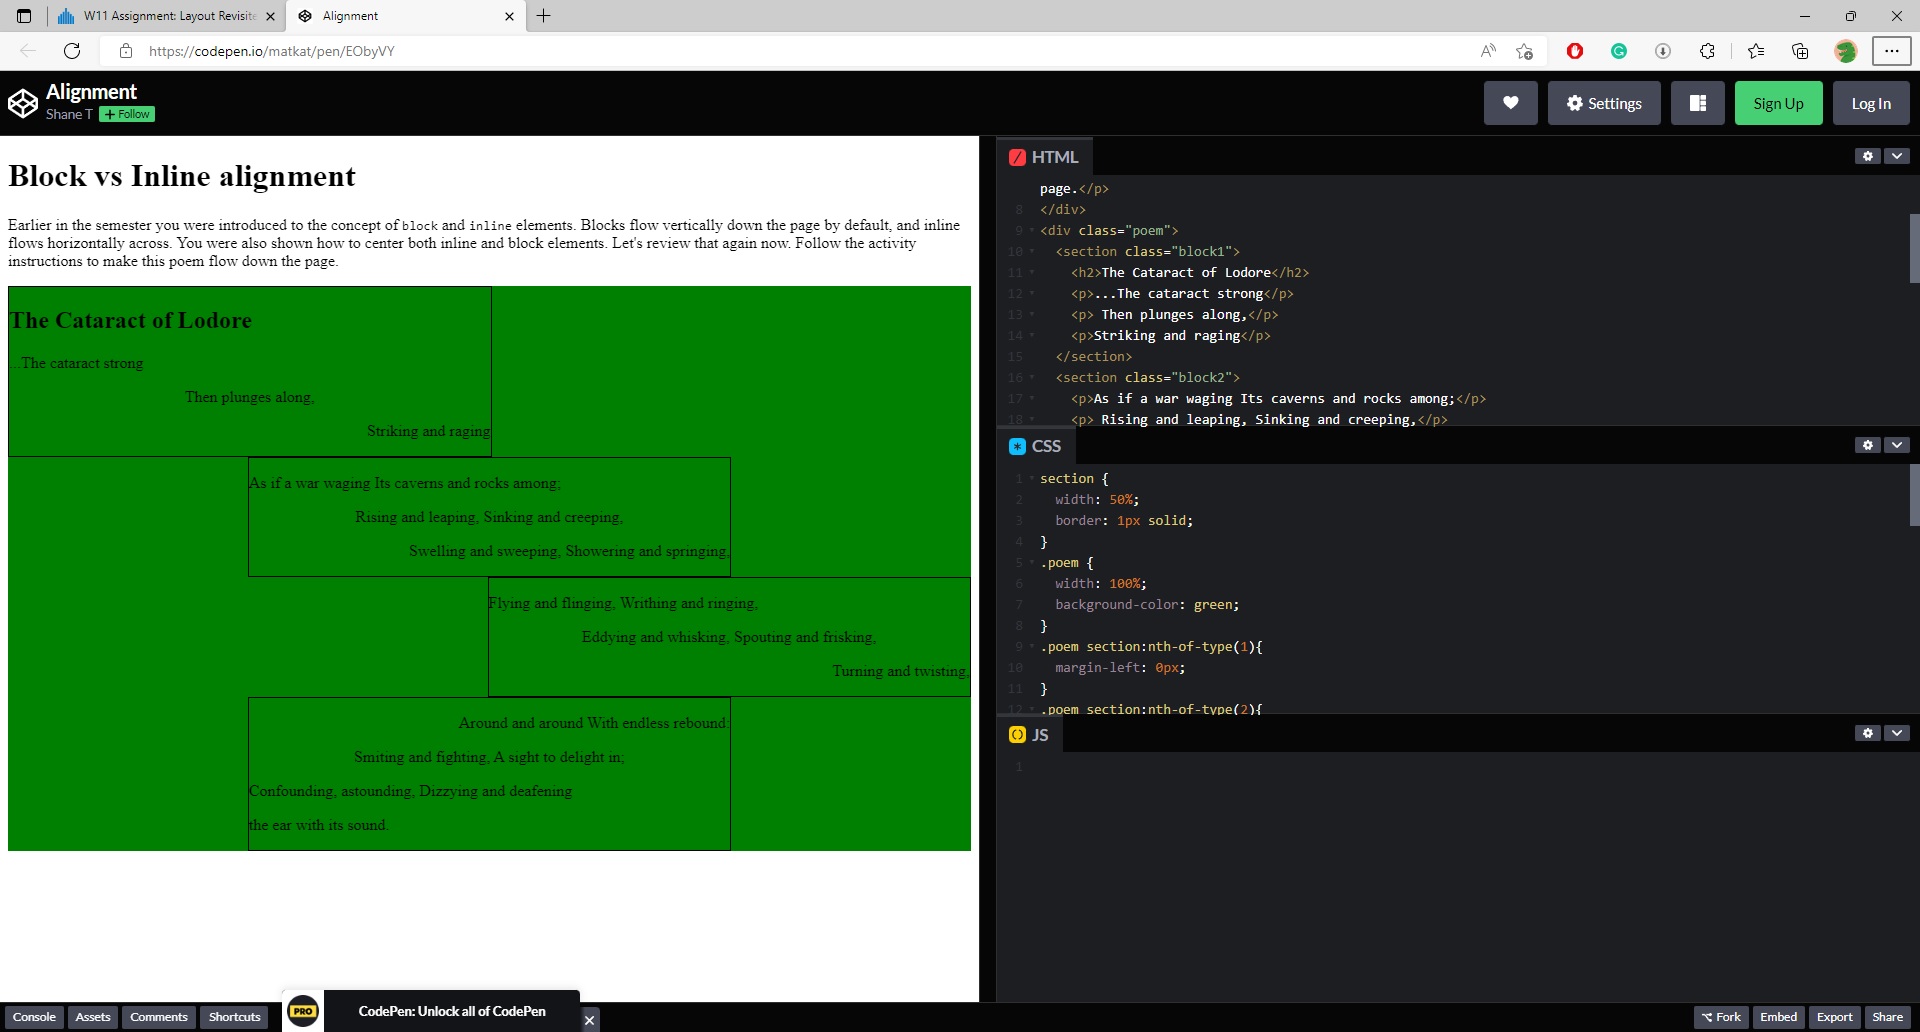 W11 Assignment: Layout Revisite
Alignment
https://codepen.io/matkat/pen/EObyVY
Alignment
Shane T
+ Follow
Settings
Sign Up
Log In
Block vs Inline alignment
Earlier in the semester you were introduced to the concept of block and inline elements. Blocks flow vertically down the page by default, and inline
flows horizontally across. You were also shown how to center both inline and block elements. Let's review that again now. Follow the activity
instructions to make this poem flow down the page.
The Cataract of Lodore
...The cataract strong
Then plunges along,
Striking and raging
As if a war waging Its caverns and rocks among;
Rising and leaping, Sinking and creeping,
Swelling and sweeping, Showering and springing,
Flying and flinging, Writhing and ringing,
Eddying and whisking, Spouting and frisking,
Turning and twisting,
Around and around With endless rebound:
Smiting and fighting, A sight to delight in;
Confounding, astounding, Dizzying and deafening
the ear with its sound.
HTML
page.</p>
8 </div>
9 <div class="poem">
10 <section class="block1">
11 <h2>The Cataract of Lodore</h2>
12 <p>...The cataract strong</p>
13 <p> Then plunges along,</p>
14 <p>Striking and raging</p>
15 </section>
16 <section class="block2">
17 <p>As if a war waging Its caverns and rocks among;</p>
18 <p> Rising and leaping, Sinking and creeping,</p>
CSS
1 section {
2 width: 50%;
3 border: 1px solid;
4 }
5 .poem {
6 width: 100%;
7 background-color: green;
8 }
9 .poem section:nth-of-type(1){
10 margin-left: 0px;
11 }
12 .poem section:nth-of-type(2){
JS
1
Console
Assets
Comments
Shortcuts
PRO
CodePen: Unlock all of CodePen
Fork
Embed
Export
Share